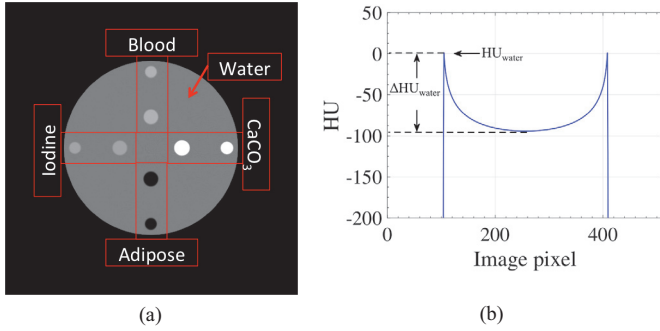 Blood
Water
Iodine
CaCO3
Adipose
(a)
50
0
-50
-100
-150
-200
HU
HUwater
ΔHUwater
0
200
400
Image pixel
(b)